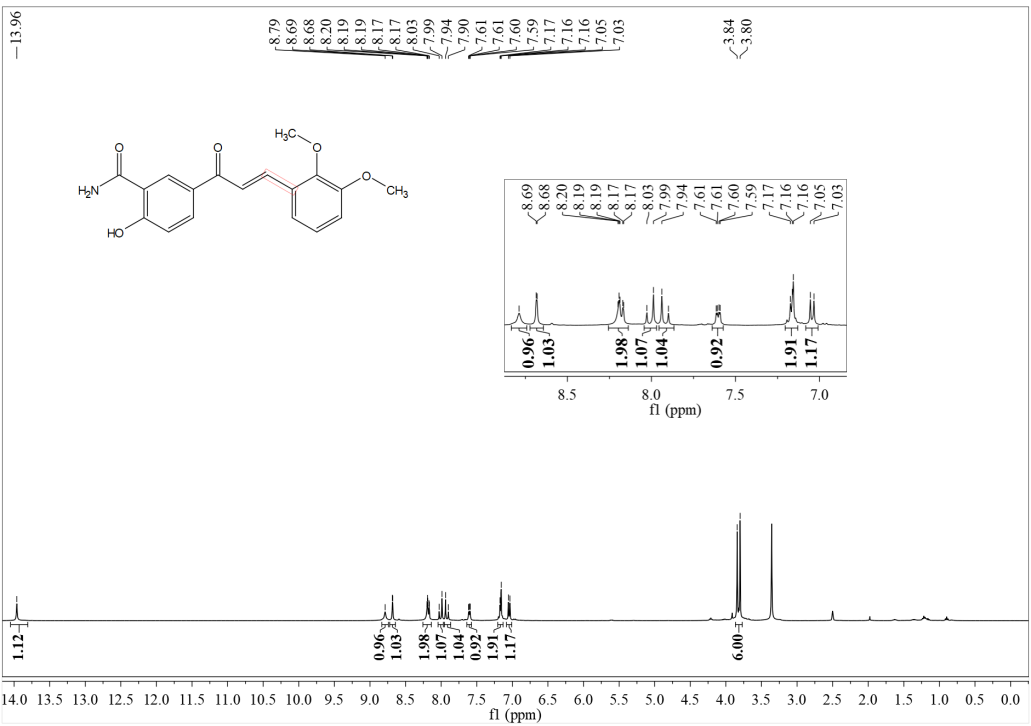 13.96
8.79 8.69 8.68 8.20 8.19 8.19 8.17 8.17 8.03 7.99 7.94 7.90 7.61 7.61 7.60 7.59 7.17 7.16 7.16 7.05 7.03
3.84 3.80
O O H₃C O O CH₃
H₂N
HO
8.69 8.68 8.20 8.19 8.19 8.17 8.17 8.03 7.99 7.94 7.61 7.61 7.60 7.59 7.17 7.16 7.16 7.05 7.03
0.96 1.03 1.98 1.07 1.04 0.92 1.91 1.17
8.5 8.0 7.5 7.0
f1 (ppm)
1.12 0.96 1.03 1.98 1.07 1.04 0.92 1.91 1.17 6.00
14.0 13.5 13.0 12.5 12.0 11.5 11.0 10.5 10.0 9.5 9.0 8.5 8.0 7.5 7.0 6.5 6.0 5.5 5.0 4.5 4.0 3.5 3.0 2.5 2.0 1.5 1.0 0.5 0.0
f1 (ppm)